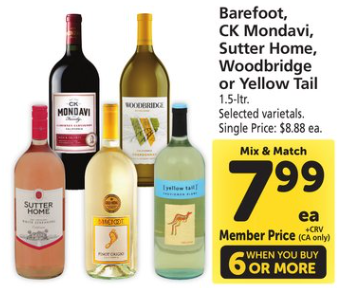 Barefoot,
CK Mondavi,
Sutter Home,
Woodbridge
or Yellow Tail
1.5-ltr.
Selected varietals.
Single Price: $8.88 ea.
Mix & Match
7.99
ea
+CRV
Member Price (CA only)
6 WHEN YOU BUY
OR MORE
CK
MONDAVI
WOODBRIDGE
SUTTER
HOME
BAREFOOT
[yellow tail]